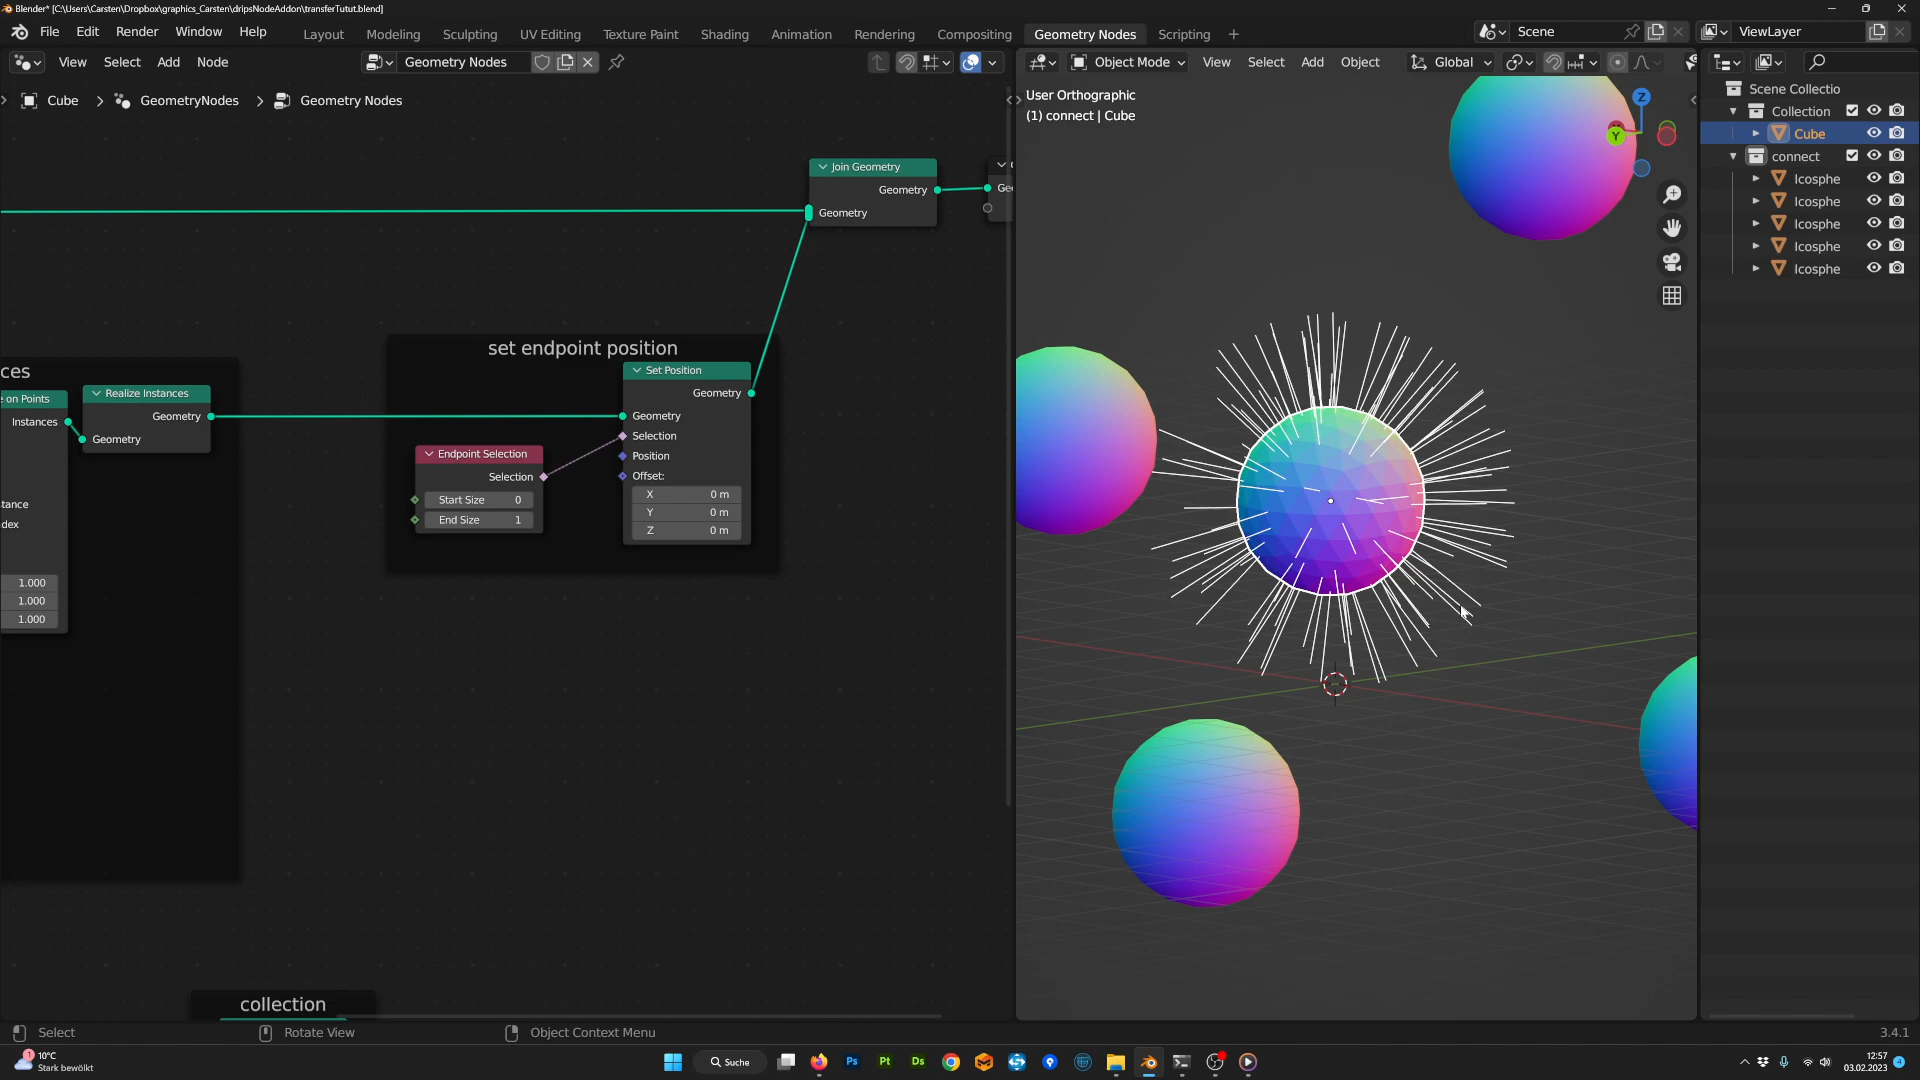 Blender* [C:\Users\Carsten\Dropbox\graphics_Carsten\dripsNodeAddon\transferTutut.blend]
File Edit Render Window Help
Layout Modeling Sculpting UV Editing Texture Paint Shading Animation Rendering Compositing Geometry Nodes Scripting +
Scene
ViewLayer
View Select Add Node
Geometry Nodes
Object Mode View Select Add Object
Global
Cube > GeometryNodes > Geometry Nodes
User Orthographic
(1) connect | Cube
Z
Y
Scene Collectio
Collection
Cube
connect
Icosphe
Icosphe
Icosphe
Icosphe
Icosphe
Join Geometry
Geometry
Geometry
Ge
set endpoint position
Set Position
Geometry
Geometry
Selection
Position
Offset:
X 0 m
Y 0 m
Z 0 m
Endpoint Selection
Selection
Start Size 0
End Size 1
ces
e on Points
Instances
Realize Instances
Geometry
Geometry
tance
dex
1.000
1.000
1.000
collection
Select
Rotate View
Object Context Menu
3.4.1
1
10°C
Stark bewölkt
Suche
Ps
Pt
Ds
12:57
03.02.2023
4